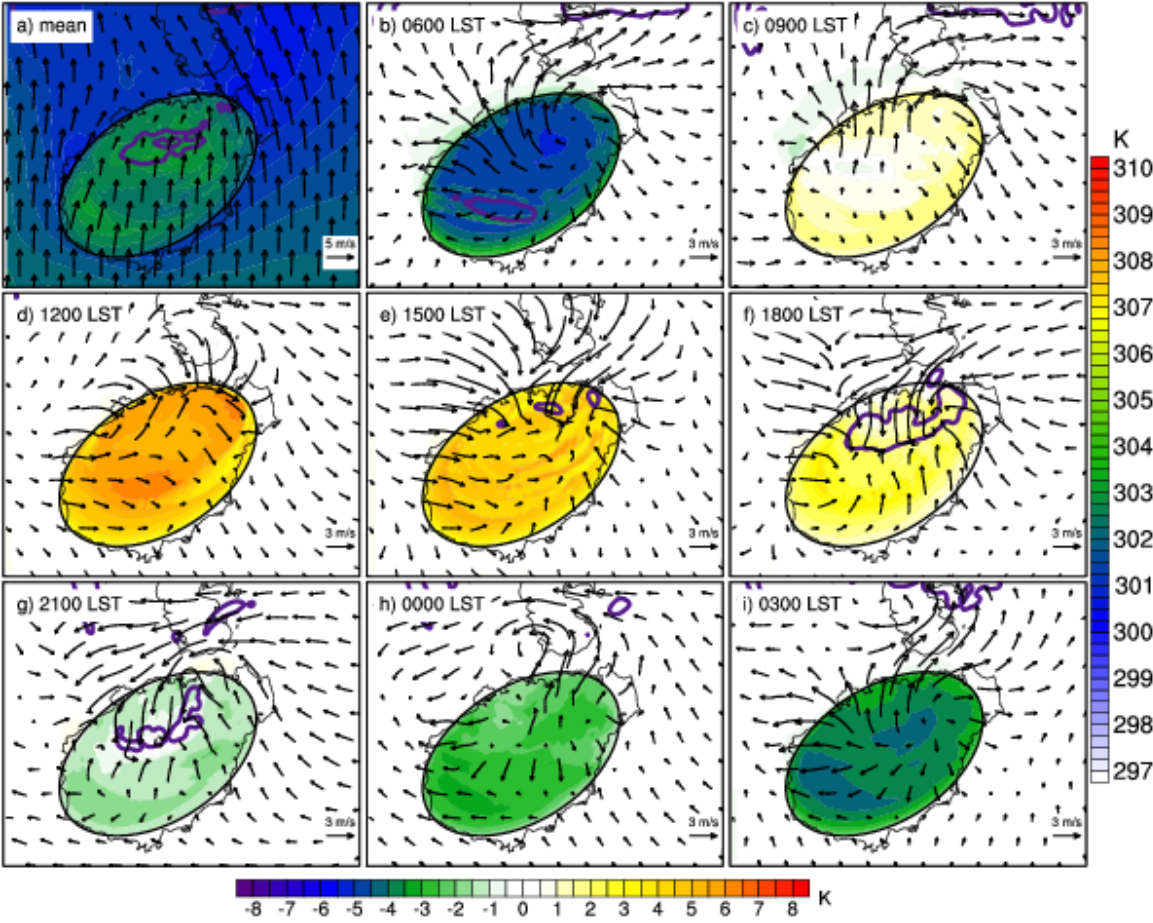 a) mean
b) 0600 LST
c) 0900 LST
5 m/s
3 m/s
3 m/s
d) 1200 LST
e) 1500 LST
f) 1800 LST
3 m/s
3 m/s
3 m/s
g) 2100 LST
h) 0000 LST
i) 0300 LST
3 m/s
3 m/s
3 m/s
K
310
309
308
307
306
305
304
303
302
301
300
299
298
297
-8 -7 -6 -5 -4 -3 -2 -1 0 1 2 3 4 5 6 7 8 K